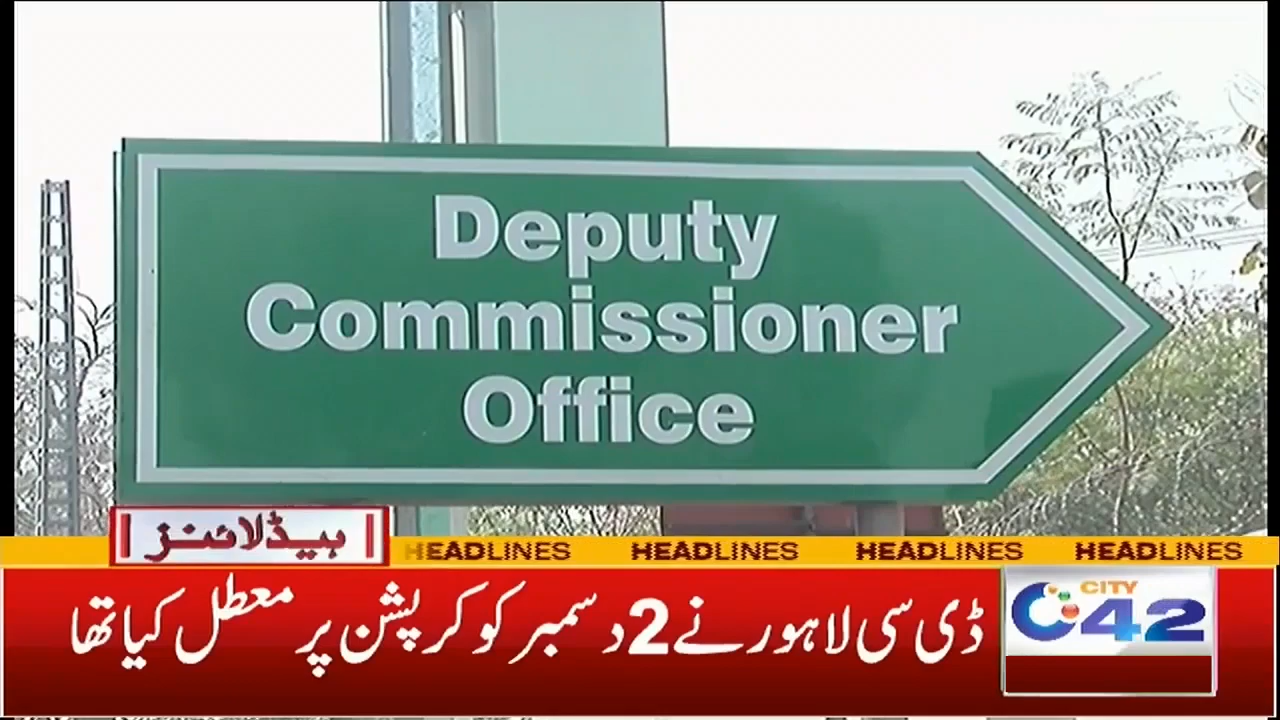 Deputy
Commissioner
Office
ہیڈلائنز
HEADLINES HEADLINES HEADLINES HEADLINES
ڈی سی لاہور نے 2 دسمبر کو کرپشن پر معطل کیا تھا
CITY
42